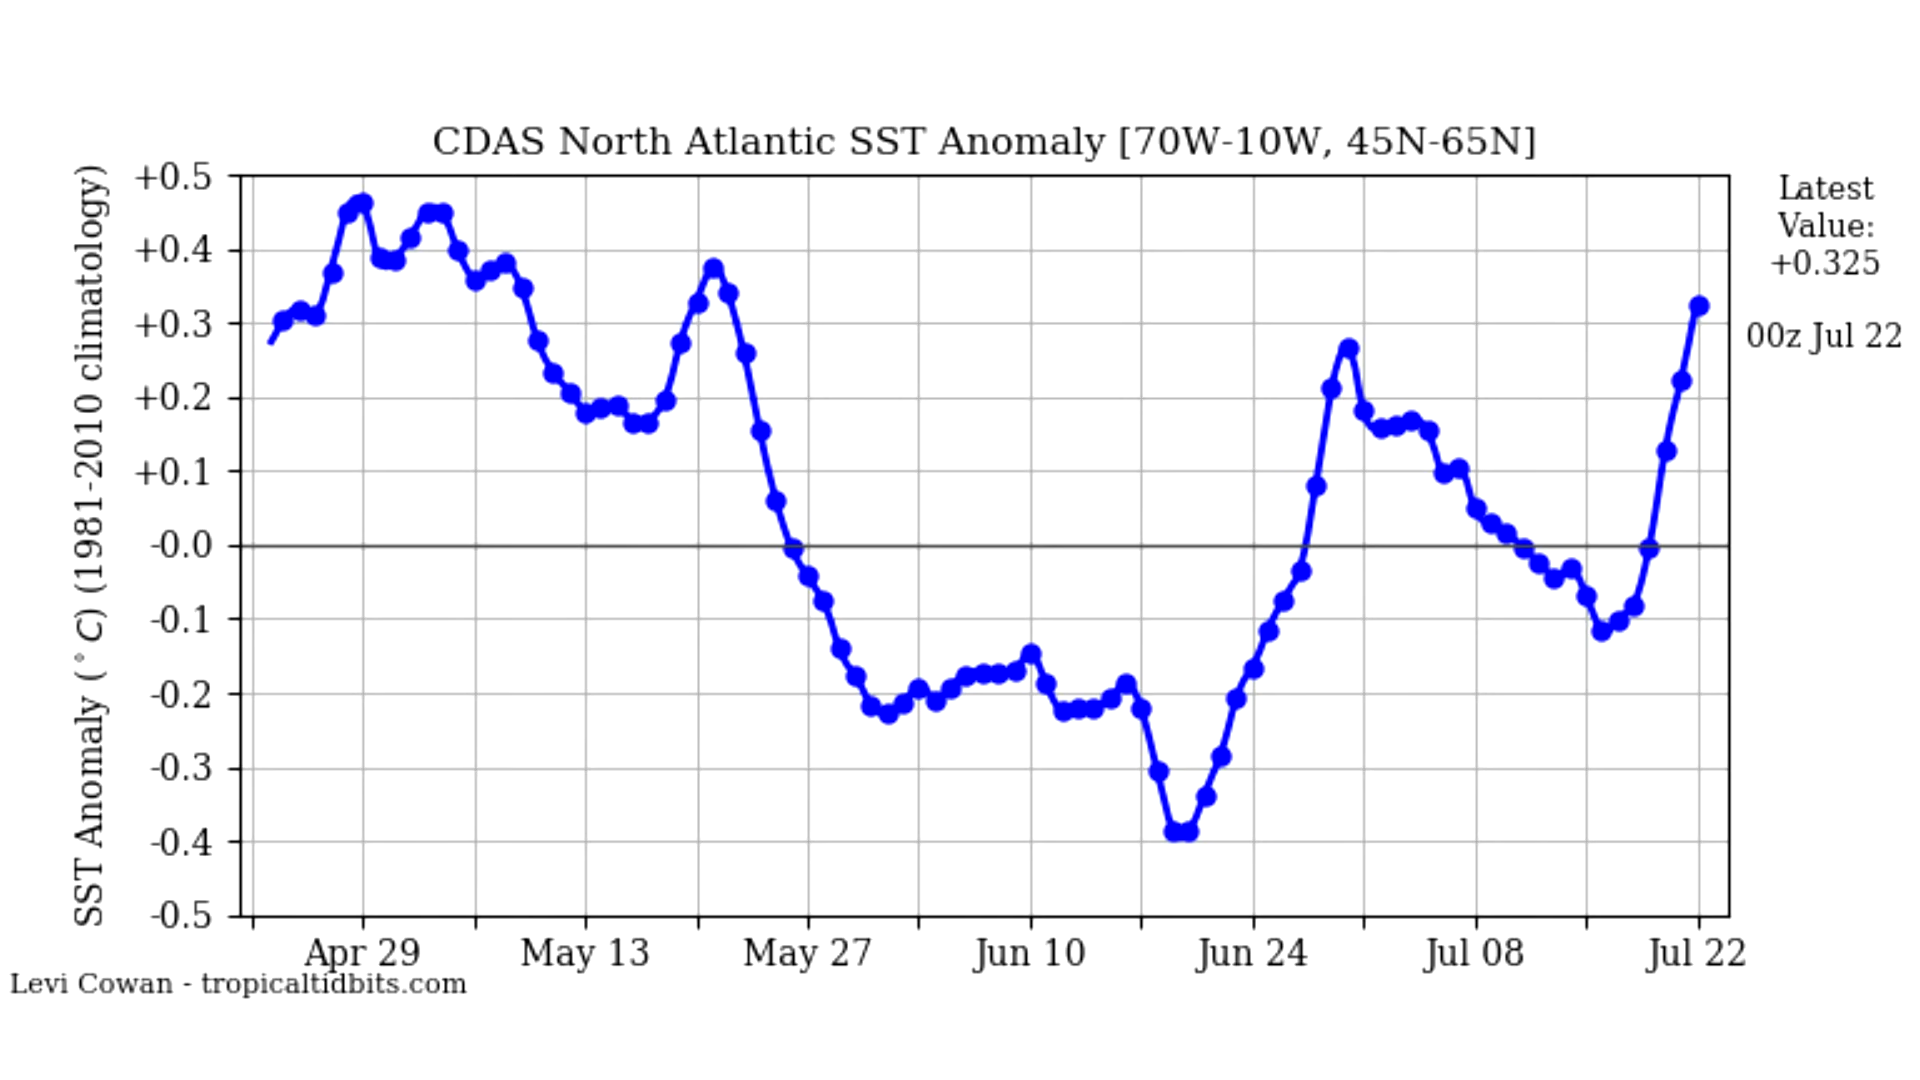 CDAS North Atlantic SST Anomaly [70W-10W, 45N-65N]
SST Anomaly (°C) (1981-2010 climatology)
+0.5
+0.4
+0.3
+0.2
+0.1
-0.0
-0.1
-0.2
-0.3
-0.4
-0.5
Apr 29 May 13 May 27 Jun 10 Jun 24 Jul 08 Jul 22
Latest
Value:
+0.325
00z Jul 22
Levi Cowan - tropicaltidbits.com